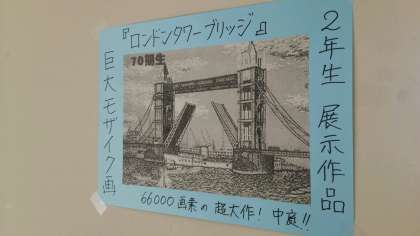 『ロンドンタワーブリッジ』
2年生 展示作品
巨大モザイク画
70期生
66000画素の超大作! 中庭!!